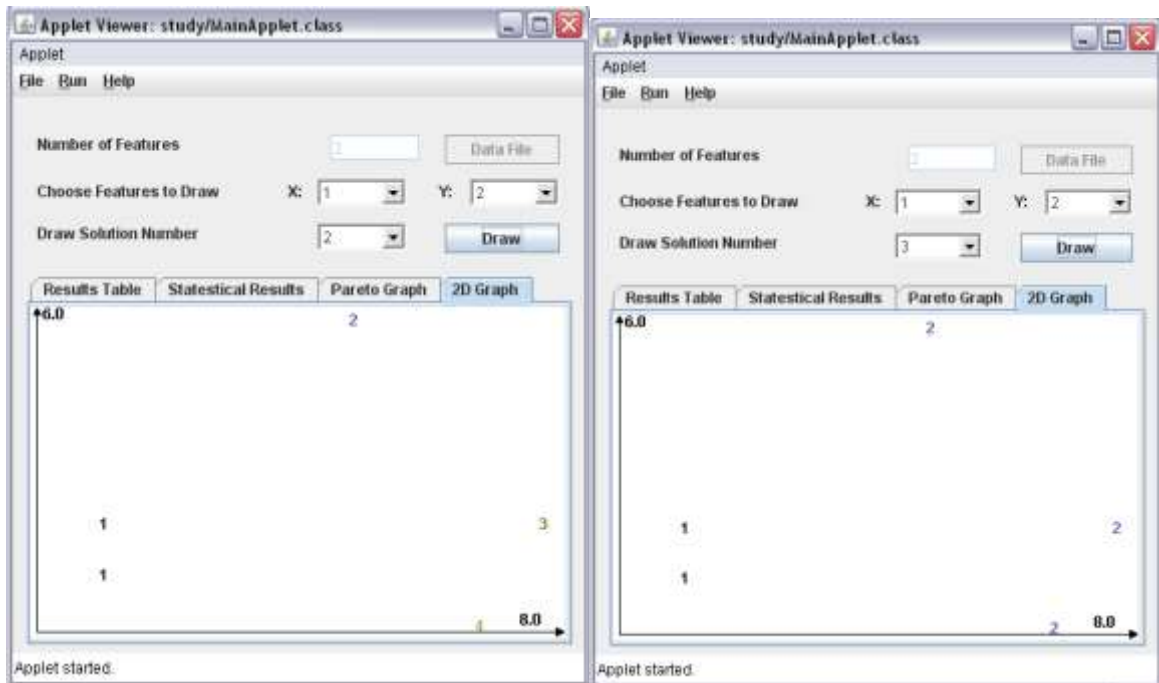 Applet Viewer: study/MainApplet.class
Applet
File Run Help
Number of Features
Data File
Choose Features to Draw X: 1 Y: 2
Draw Solution Number 2 Draw
Results Table Statestical Results Pareto Graph 2D Graph
6.0
2
1 3
1
4 8.0
Applet started.
Applet Viewer: study/MainApplet.class
Applet
File Run Help
Number of Features
Data File
Choose Features to Draw X: 1 Y: 2
Draw Solution Number 3 Draw
Results Table Statestical Results Pareto Graph 2D Graph
6.0
2
1 2
1
2 8.0
Applet started.